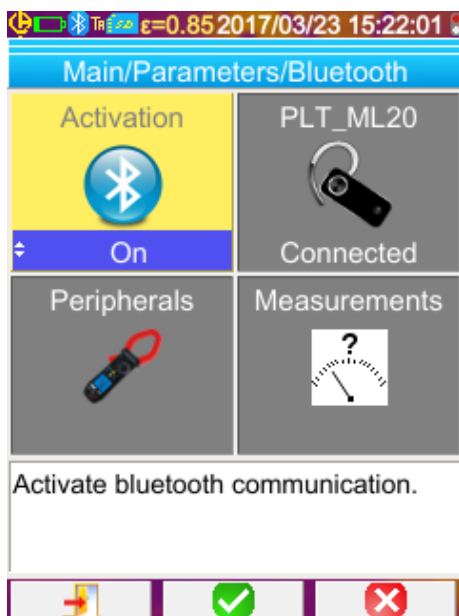 TR ε=0.85 2017/03/23 15:22:01
Main/Parameters/Bluetooth
Activation
PLT_ML20
On
Connected
Peripherals
Measurements
?
Activate bluetooth communication.